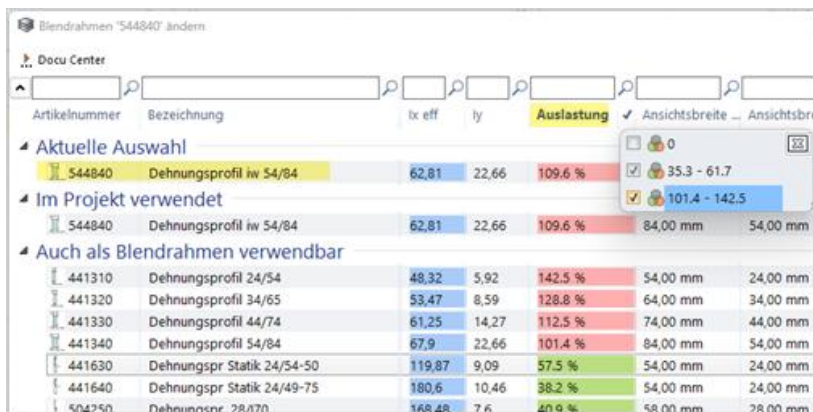 Blendrahmen '544840' ändern
Docu Center
Artikelnummer Bezeichnung Ix eff Iy Auslastung Ansichtsbreite ... Ansichtsbr
0
35.3 - 61.7
101.4 - 142.5
Aktuelle Auswahl
544840 Dehnungsprofil iw 54/84 62,81 22,66 109.6 %
Im Projekt verwendet
544840 Dehnungsprofil iw 54/84 62,81 22,66 109.6 % 84,00 mm 54,00 mm
Auch als Blendrahmen verwendbar
441310 Dehnungsprofil 24/54 48,32 5,92 142.5 % 54,00 mm 24,00 mm
441320 Dehnungsprofil 34/65 53,47 8,59 128.8 % 64,00 mm 34,00 mm
441330 Dehnungsprofil 44/74 61,25 14,27 112.5 % 74,00 mm 44,00 mm
441340 Dehnungsprofil 54/84 67,9 22,66 101.4 % 84,00 mm 54,00 mm
441630 Dehnungspr Statik 24/54-50 119,87 9,09 57.5 % 54,00 mm 24,00 mm
441640 Dehnungspr Statik 24/49-75 180,6 10,46 38.2 % 54,00 mm 24,00 mm
504250 Dehnungspr. 28/I70 168,48 7,6 40.9 % 58,00 mm 28,00 mm